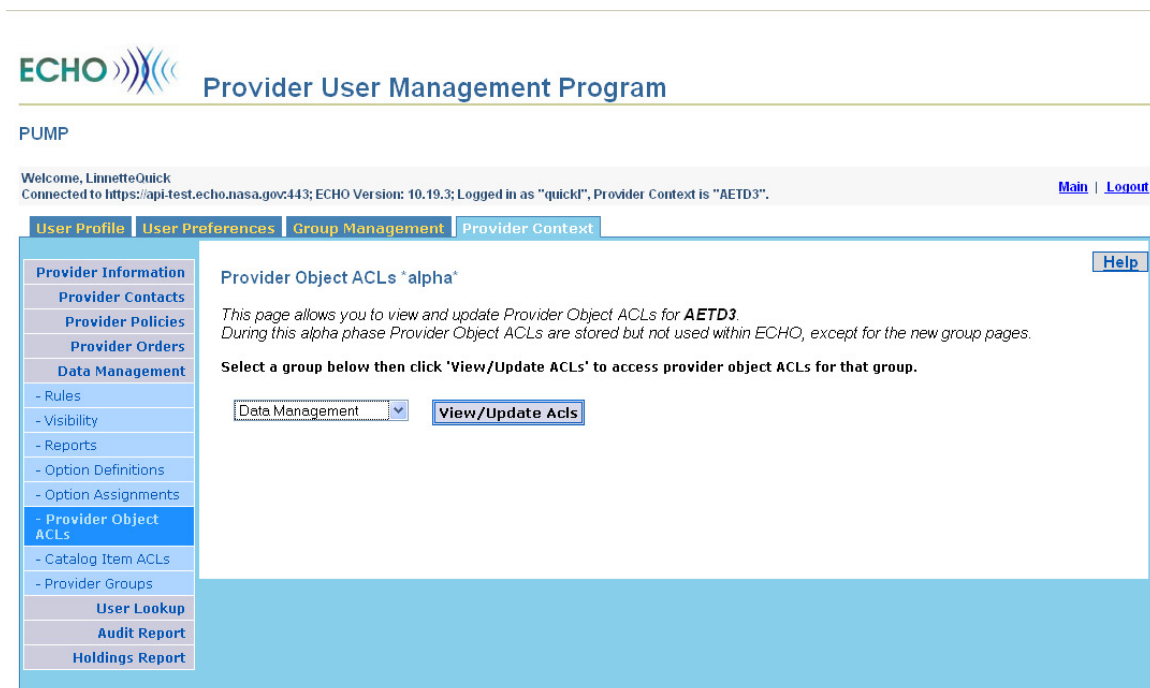 ECHO
Provider User Management Program
PUMP
Welcome, LinnetteQuick
Connected to https://api-test.echo.nasa.gov:443; ECHO Version: 10.19.3; Logged in as "quickl", Provider Context is "AETD3".
Main | Logout
User Profile User Preferences Group Management Provider Context
Help
Provider Information
Provider Contacts
Provider Policies
Provider Orders
Data Management
- Rules
- Visibility
- Reports
- Option Definitions
- Option Assignments
- Provider Object
ACLs
- Catalog Item ACLs
- Provider Groups
User Lookup
Audit Report
Holdings Report
Provider Object ACLs *alpha*
This page allows you to view and update Provider Object ACLs for AETD3.
During this alpha phase Provider Object ACLs are stored but not used within ECHO, except for the new group pages.
Select a group below then click 'View/Update ACLs' to access provider object ACLs for that group.
Data Management
View/Update Acls